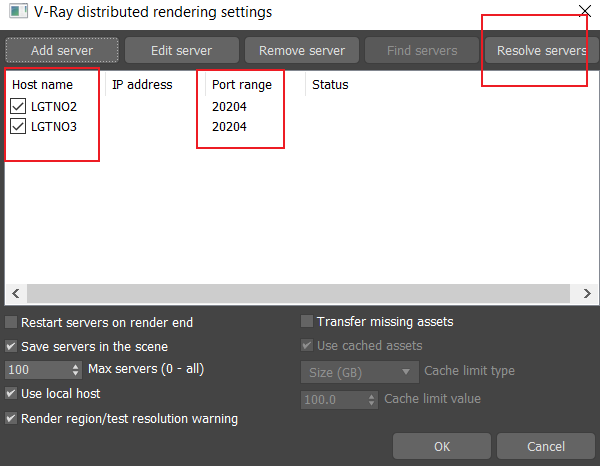 V-Ray distributed rendering settings
Add server Edit server Remove server Find servers Resolve servers
Host name IP address Port range Status
LGTNO2 20204
LGTNO3 20204
Restart servers on render end
Transfer missing assets
Save servers in the scene
Use cached assets
100 Max servers (0 - all)
Size (GB) Cache limit type
Use local host
100.0 Cache limit value
Render region/test resolution warning
OK Cancel